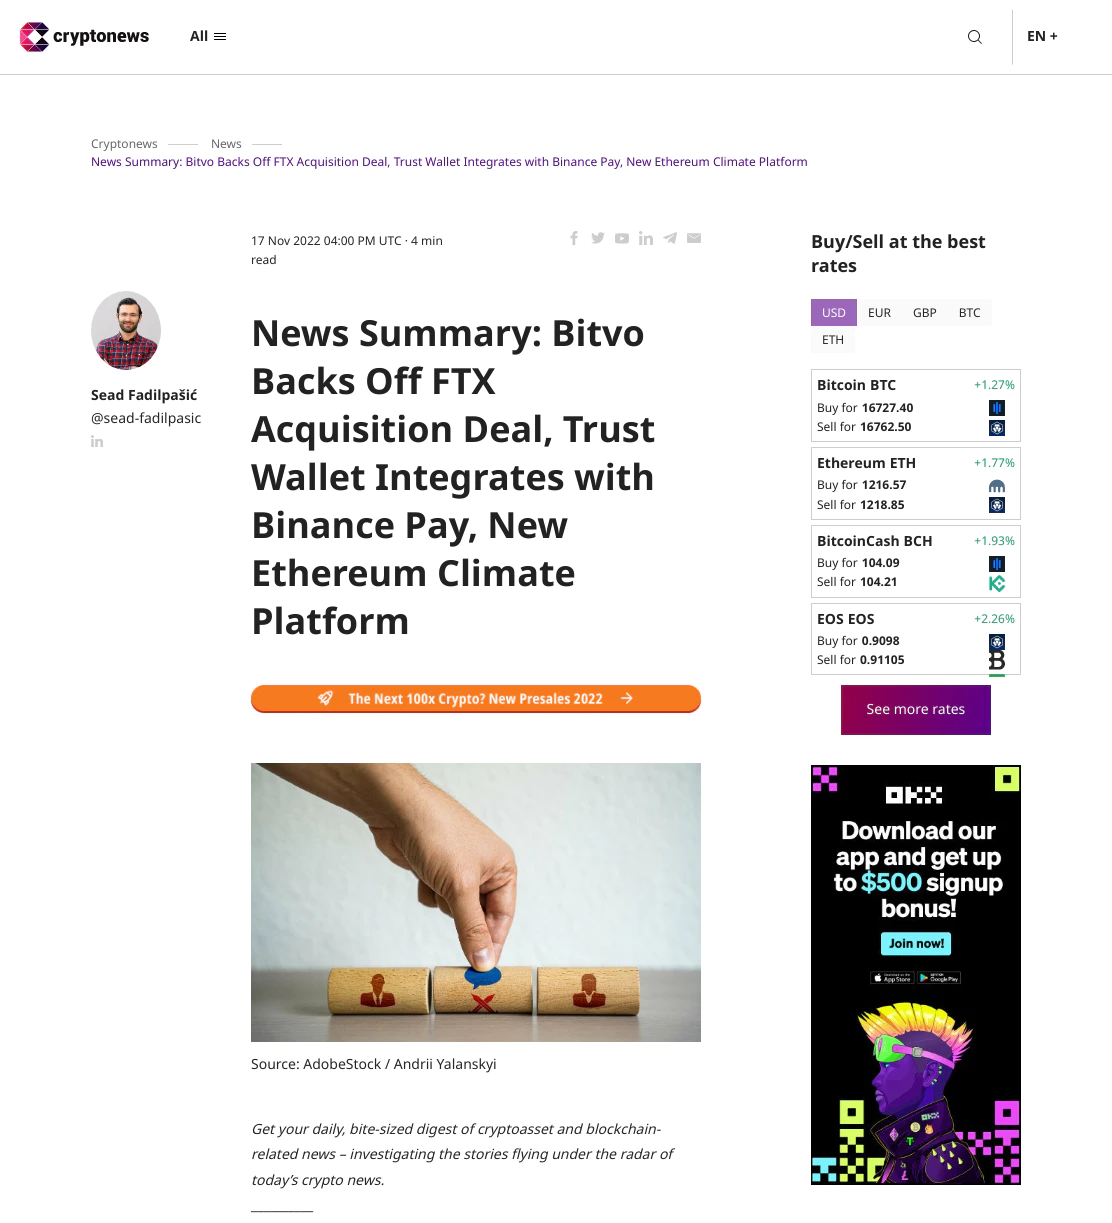 cryptonews
All
EN +
Cryptonews
News
News Summary: Bitvo Backs Off FTX Acquisition Deal, Trust Wallet Integrates with Binance Pay, New Ethereum Climate Platform
17 Nov 2022 04:00 PM UTC · 4 min
read
Sead Fadilpašić
@sead-fadilpasic
News Summary: Bitvo
Backs Off FTX
Acquisition Deal, Trust
Wallet Integrates with
Binance Pay, New
Ethereum Climate
Platform
The Next 100x Crypto? New Presales 2022
Source: AdobeStock / Andrii Yalanskyi
Get your daily, bite-sized digest of cryptoasset and blockchain-
related news – investigating the stories flying under the radar of
today's crypto news.
Buy/Sell at the best
rates
USD EUR GBP BTC
ETH
Bitcoin BTC +1.27%
Buy for 16727.40
Sell for 16762.50
Ethereum ETH +1.77%
Buy for 1216.57
Sell for 1218.85
BitcoinCash BCH +1.93%
Buy for 104.09
Sell for 104.21
EOS EOS +2.26%
Buy for 0.9098
Sell for 0.91105
See more rates
OKX
Download our
app and get up
to $500 signup
bonus!
Join now!
App Store Google Play
OKX